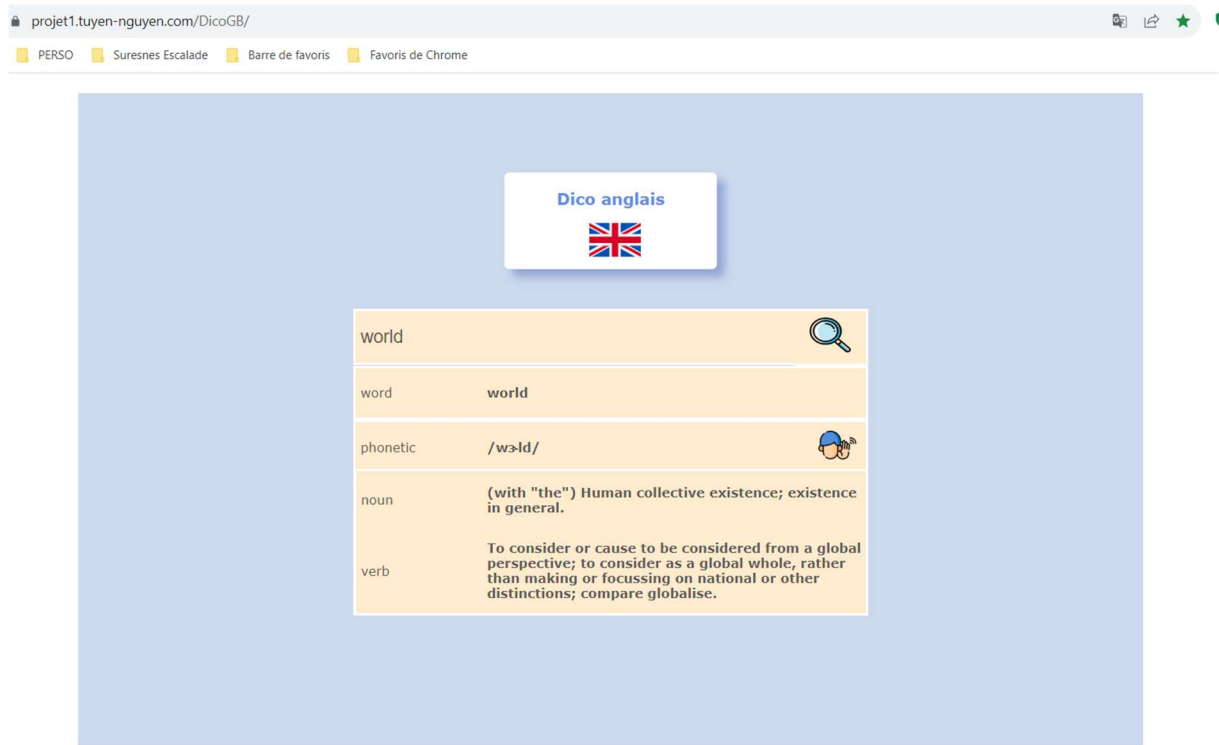 projet1.tuyen-nguyen.com/DicoGB/
PERSO Suresnes Escalade Barre de favoris Favoris de Chrome
Dico anglais
world
word world
phonetic /wɝld/
noun (with "the") Human collective existence; existence
in general.
verb To consider or cause to be considered from a global
perspective; to consider as a global whole, rather
than making or focussing on national or other
distinctions; compare globalise.